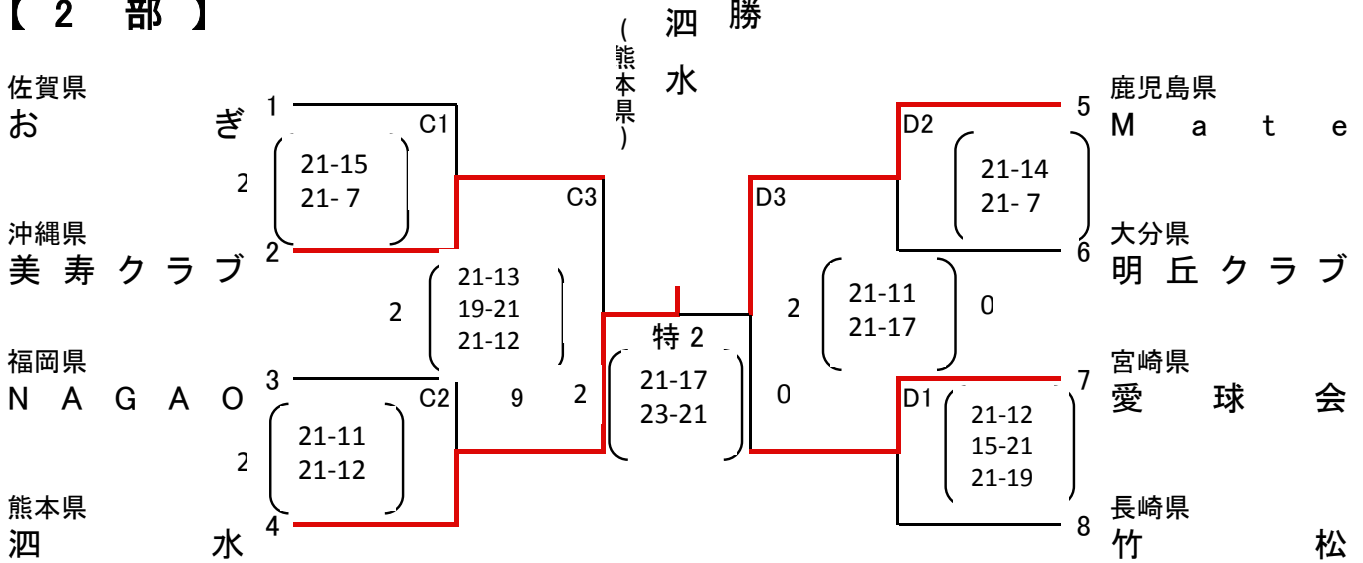 【 2 部 】
勝
泗水
(熊本県)
佐賀県
お ぎ
1
C1
21-15
21- 7
2
沖縄県
美 寿 ク ラ ブ
2
C3
21-13
19-21
21-12
2
福岡県
N A G A O
3
C2
9
21-11
21-12
2
熊本県
泗 水
4
特 2
2
21-17
23-21
0
鹿児島県
M a t e
5
D2
21-14
21- 7
D3
大分県
明 丘 ク ラ ブ
6
2
21-11
21-17
0
宮崎県
愛 球 会
7
D1
21-12
15-21
21-19
長崎県
竹 松
8